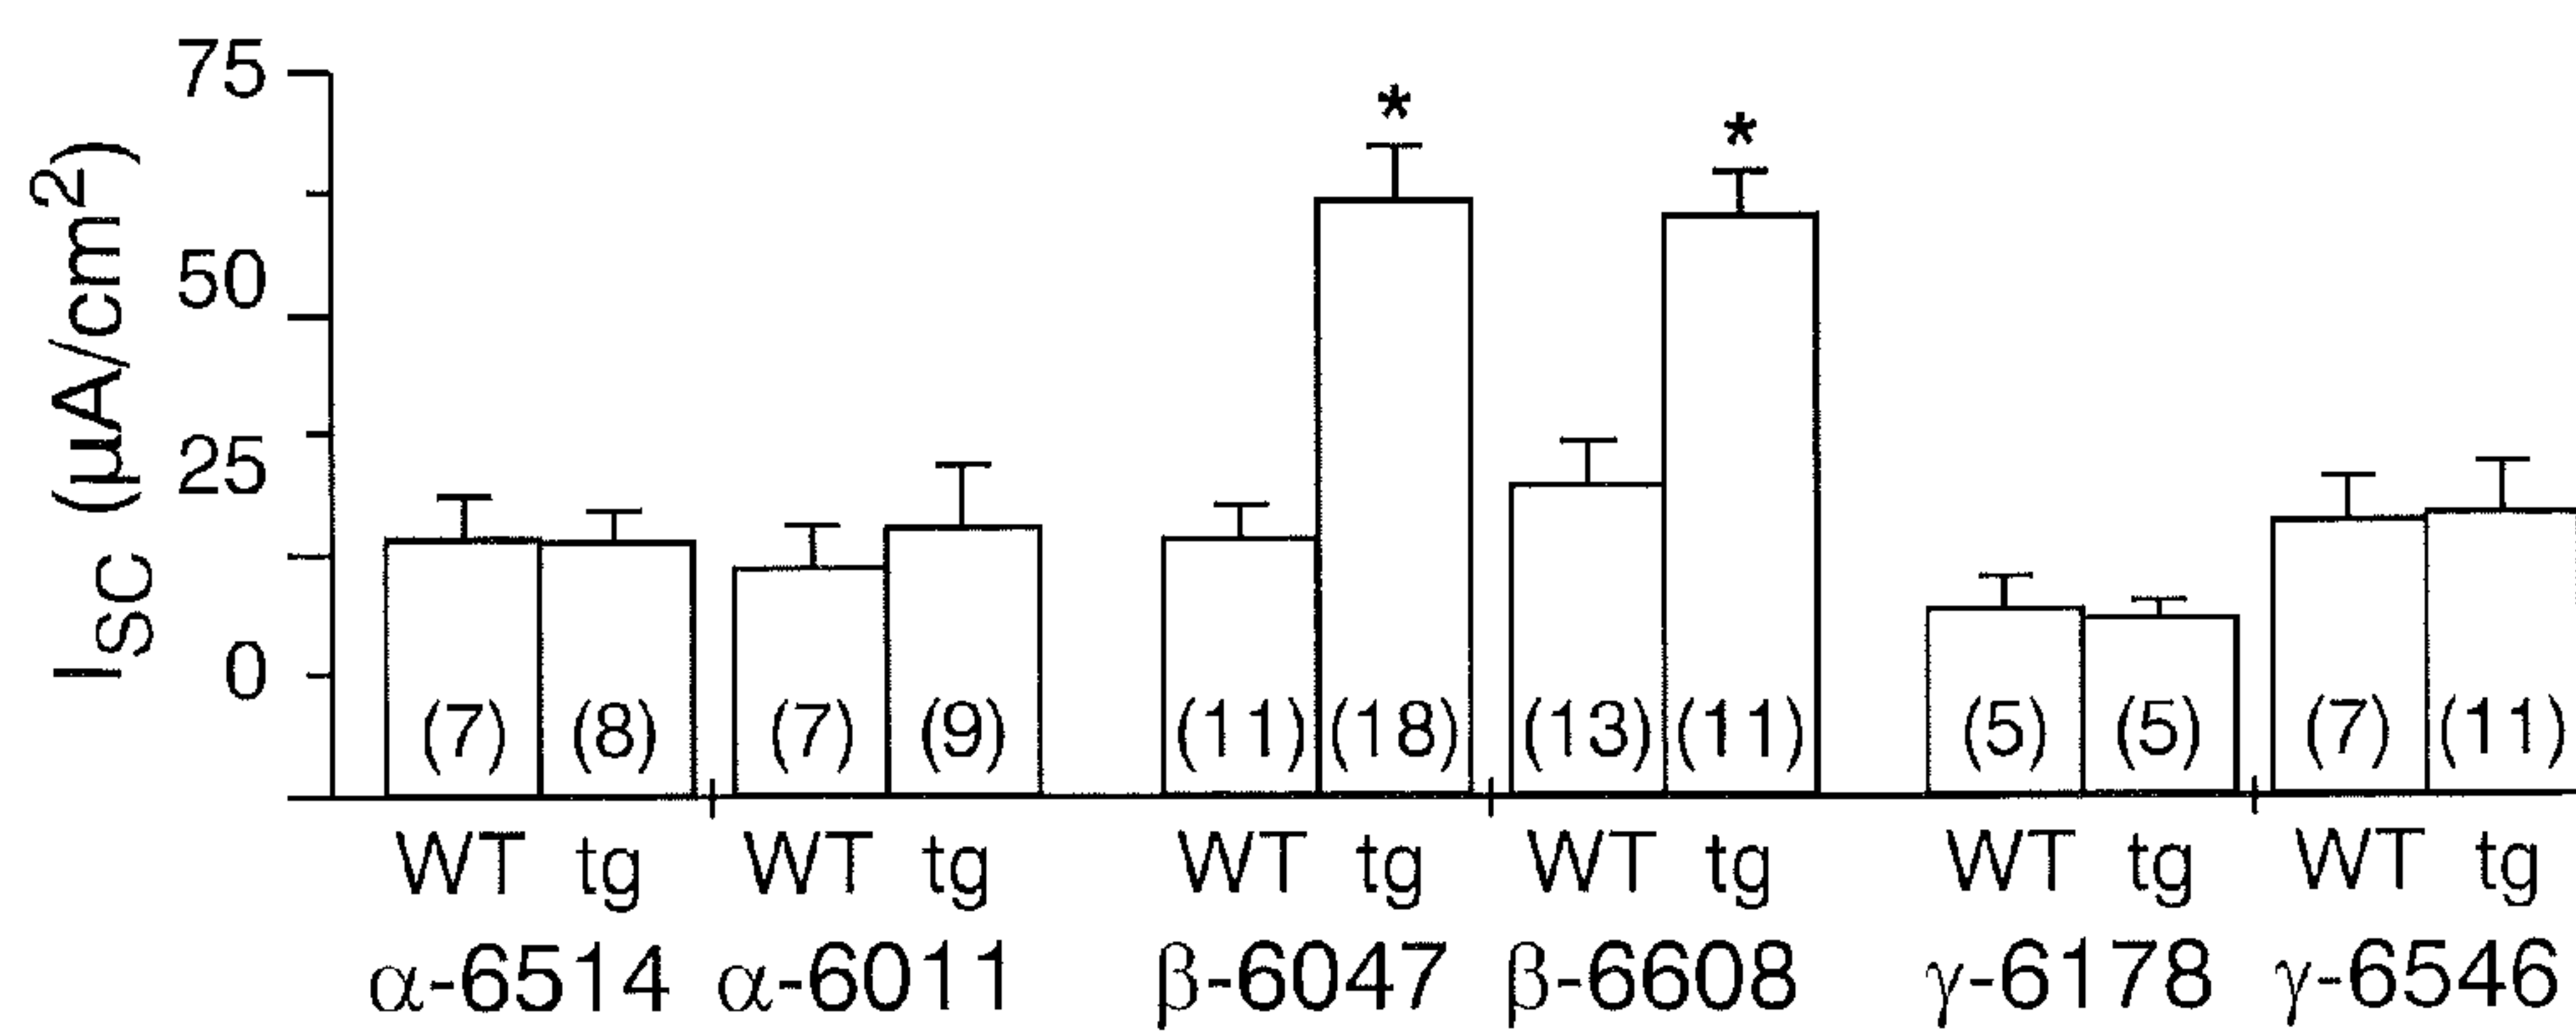 75
50
25
0
I_SC (µA/cm²)
* *
(7) (8) (7) (9) (11) (18) (13) (11) (5) (5) (7) (11)
WT tg WT tg WT tg WT tg WT tg WT tg
α-6514 α-6011 β-6047 β-6608 γ-6178 γ-6546